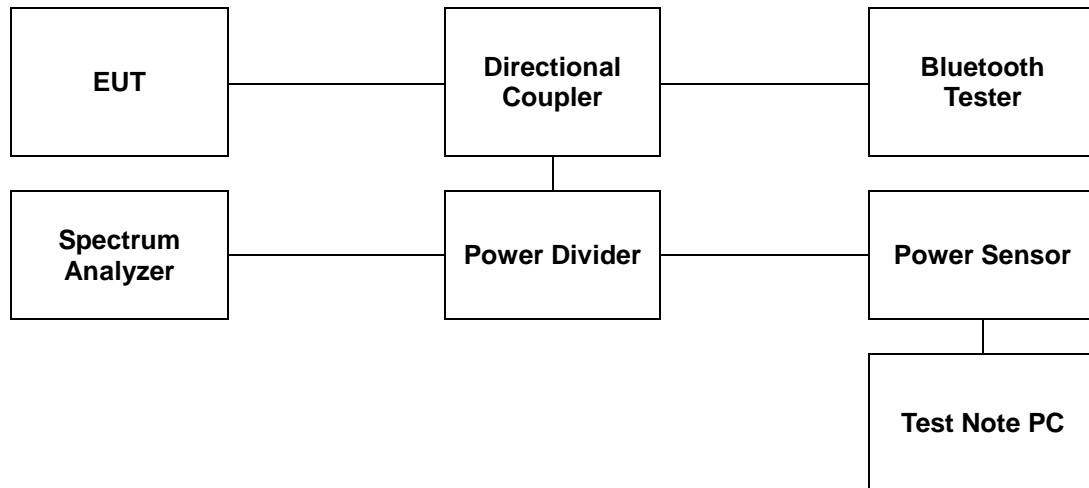 EUT
Directional
Coupler
Bluetooth
Tester
Spectrum
Analyzer
Power Divider
Power Sensor
Test Note PC